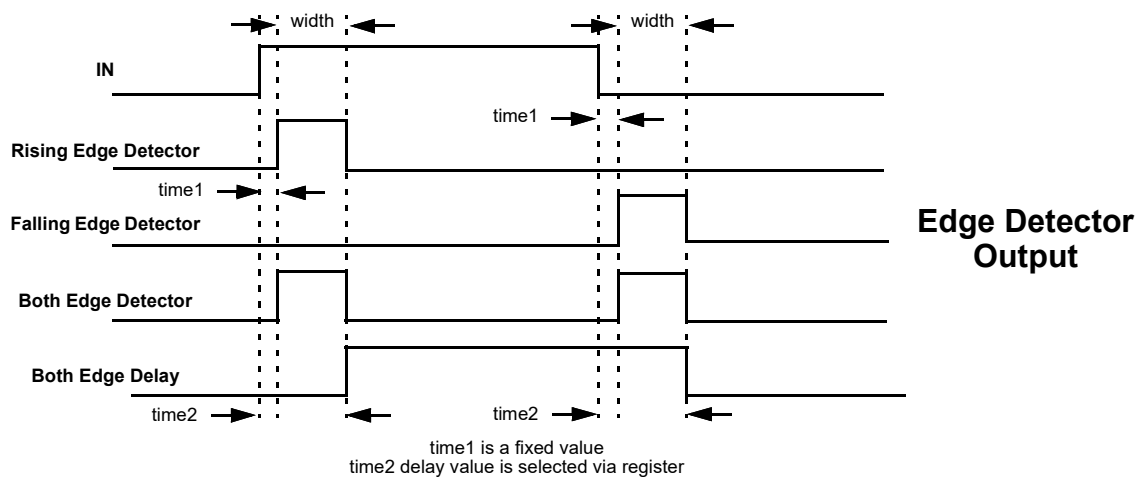 width
width
IN
time1
Rising Edge Detector
time1
Falling Edge Detector
Edge Detector
Output
Both Edge Detector
Both Edge Delay
time2
time2
time1 is a fixed value
time2 delay value is selected via register